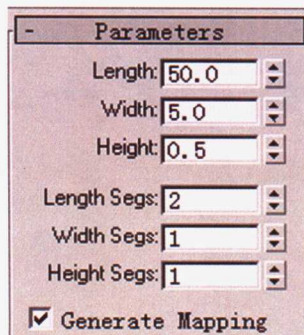 - Parameters
Length: 50.0
Width: 5.0
Height: 0.5
Length Segs: 2
Width Segs: 1
Height Segs: 1
Generate Mapping